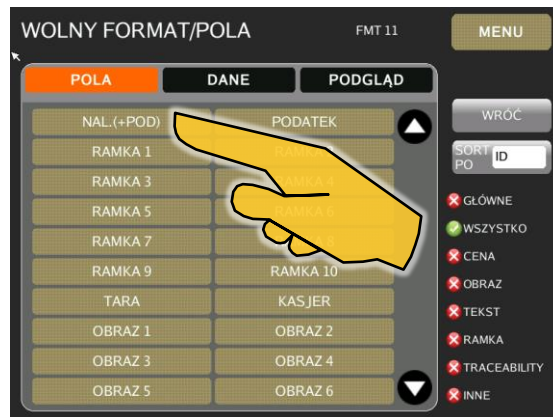 WOLNY FORMAT/POLA FMT 11 MENU
POLA DANE PODGLĄD
NAL.(+POD) PODATEK
RAMKA 1
RAMKA 3 RAMKA 4
RAMKA 5 RAMKA 6
RAMKA 7
RAMKA 9 RAMKA 10
TARA KASJER
OBRAZ 1 OBRAZ 2
OBRAZ 3 OBRAZ 4
OBRAZ 5 OBRAZ 6
WRÓĆ
SORT PO ID
GŁÓWNE
WSZYSTKO
CENA
OBRAZ
TEKST
RAMKA
TRACEABILITY
INNE